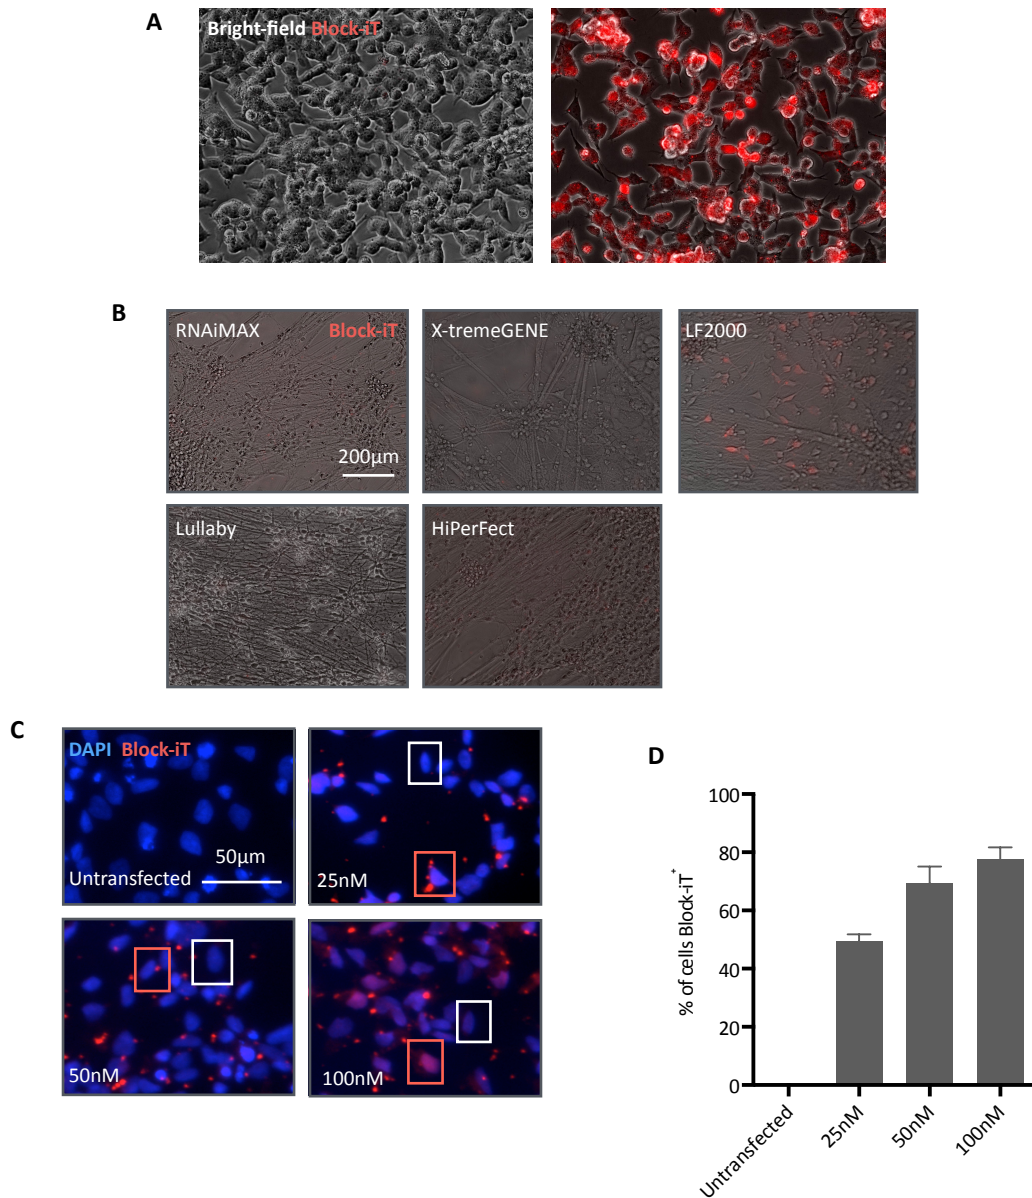 A
Bright-field Block-iT
B
RNAiMAX Block-iT
200µm
X-tremeGENE
LF2000
Lullaby
HiPerFect
C
DAPI Block-iT
50µm
Untransfected
25nM
50nM
100nM
D
% of cells Block-iT⁺
100
80
60
40
20
0
Untransfected
25nM
50nM
100nM